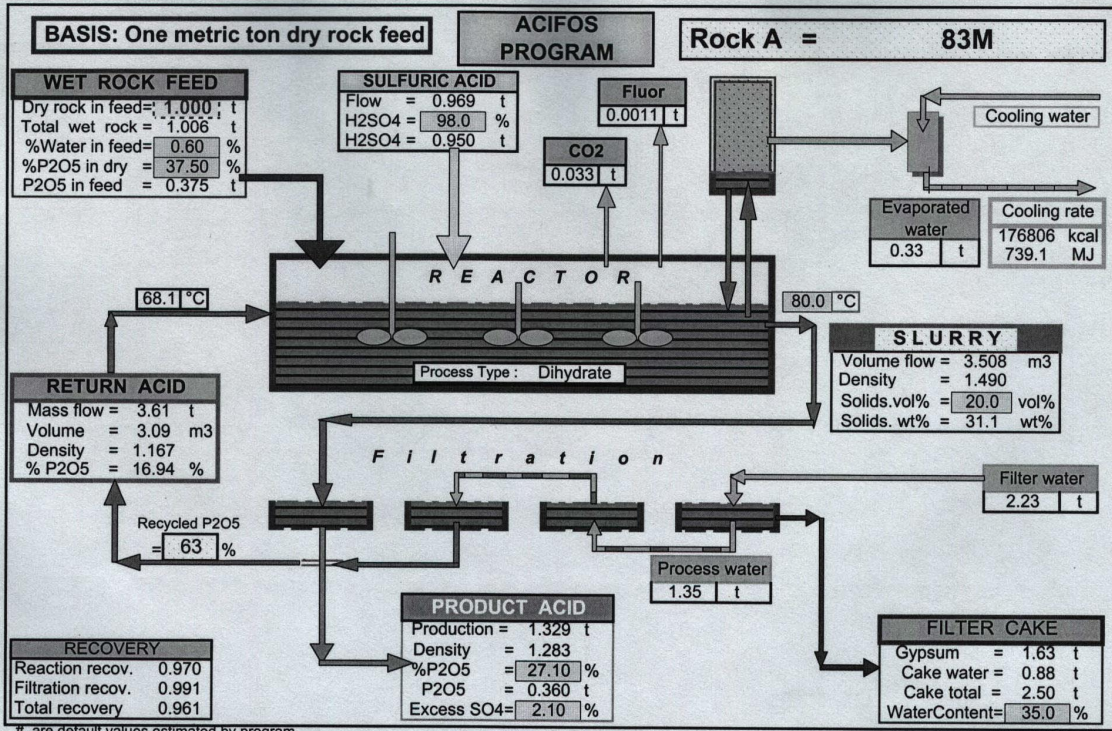 BASIS: One metric ton dry rock feed
ACIFOS
PROGRAM
Rock A = 83M
WET ROCK FEED
Dry rock in feed= 1.000 t
Total wet rock = 1.006 t
%Water in feed= 0.60 %
%P2O5 in dry = 37.50 %
P2O5 in feed = 0.375 t
SULFURIC ACID
Flow = 0.969 t
H2SO4 = 98.0 %
H2SO4 = 0.950 t
CO2
0.033 t
Fluor
0.0011 t
Cooling water
Evaporated
water
0.33 t
Cooling rate
176806 kcal
739.1 MJ
REACTOR
68.1 °C
80.0 °C
Process Type : Dihydrate
SLURRY
Volume flow = 3.508 m3
Density = 1.490
Solids.vol% = 20.0 vol%
Solids. wt% = 31.1 wt%
RETURN ACID
Mass flow = 3.61 t
Volume = 3.09 m3
Density = 1.167
% P2O5 = 16.94 %
Filtration
Filter water
2.23 t
Recycled P2O5
= 63 %
Process water
1.35 t
PRODUCT ACID
Production = 1.329 t
Density = 1.283
%P2O5 = 27.10 %
P2O5 = 0.360 t
Excess SO4= 2.10 %
FILTER CAKE
Gypsum = 1.63 t
Cake water = 0.88 t
Cake total = 2.50 t
WaterContent= 35.0 %
RECOVERY
Reaction recov. 0.970
Filtration recov. 0.991
Total recovery 0.961
# are default values estimated by program